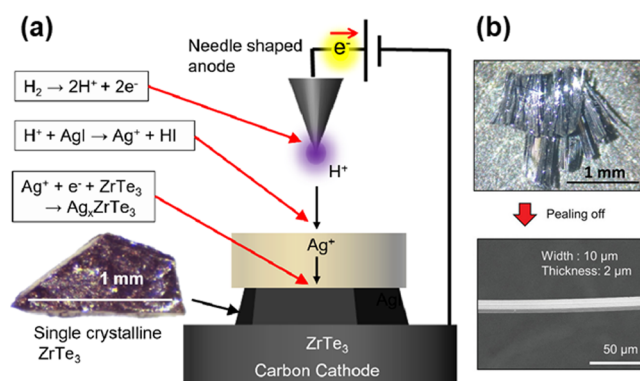 (a)
Needle shaped
anode
e-
H₂ → 2H⁺ + 2e⁻
H⁺ + AgI → Ag⁺ + HI
Ag⁺ + e⁻ + ZrTe₃
→ AgₓZrTe₃
H⁺
Ag⁺
AgI
1 mm
Single crystalline
ZrTe₃
ZrTe₃
Carbon Cathode
(b)
1 mm
Pealing off
Width : 10 µm
Thickness: 2 µm
50 µm